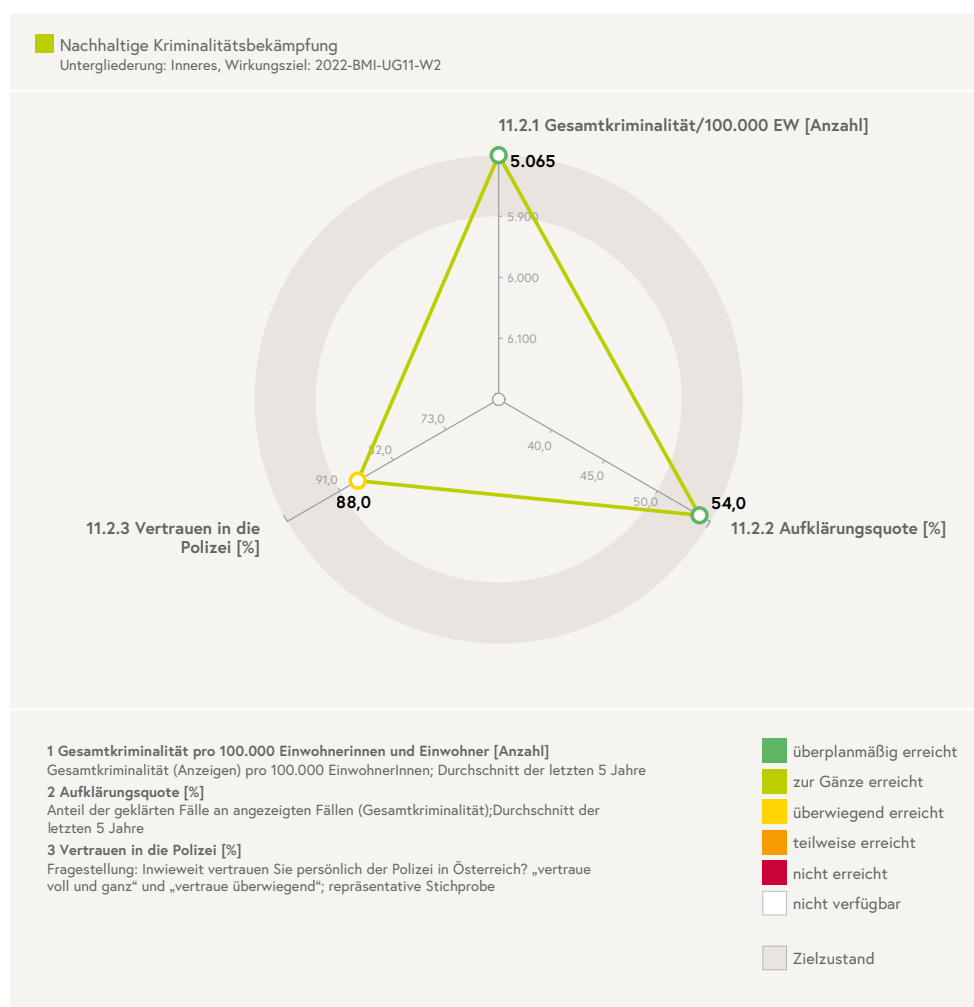 Nachhaltige Kriminalitätsbekämpfung
Untergliederung: Inneres, Wirkungsziel: 2022-BMI-UG11-W2
11.2.1 Gesamtkriminalität/100.000 EW [Anzahl]
5.065
5.900
6.000
6.100
73,0
82,0
91,0
88,0
40,0
45,0
50,0
54,0
11.2.3 Vertrauen in die
Polizei [%]
11.2.2 Aufklärungsquote [%]
1 Gesamtkriminalität pro 100.000 Einwohnerinnen und Einwohner [Anzahl]
Gesamtkriminalität (Anzeigen) pro 100.000 EinwohnerInnen; Durchschnitt der letzten 5 Jahre
2 Aufklärungsquote [%]
Anteil der geklärten Fälle an angezeigten Fällen (Gesamtkriminalität);Durchschnitt der
letzten 5 Jahre
3 Vertrauen in die Polizei [%]
Fragestellung: Inwieweit vertrauen Sie persönlich der Polizei in Österreich? „vertraue
voll und ganz“ und „vertraue überwiegend“; repräsentative Stichprobe
überplanmäßig erreicht
zur Gänze erreicht
überwiegend erreicht
teilweise erreicht
nicht erreicht
nicht verfügbar
Zielzustand